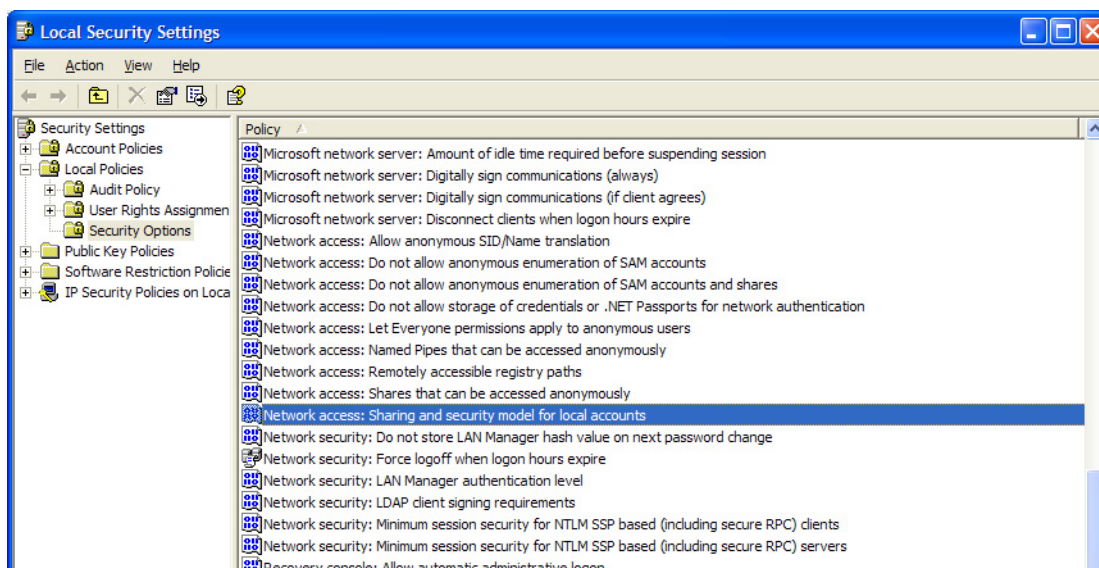 Local Security Settings
File Action View Help
Security Settings
Account Policies
Local Policies
Audit Policy
User Rights Assignmen
Security Options
Public Key Policies
Software Restriction Policie
IP Security Policies on Loca
Policy
Microsoft network server: Amount of idle time required before suspending session
Microsoft network server: Digitally sign communications (always)
Microsoft network server: Digitally sign communications (if client agrees)
Microsoft network server: Disconnect clients when logon hours expire
Network access: Allow anonymous SID/Name translation
Network access: Do not allow anonymous enumeration of SAM accounts
Network access: Do not allow anonymous enumeration of SAM accounts and shares
Network access: Do not allow storage of credentials or .NET Passports for network authentication
Network access: Let Everyone permissions apply to anonymous users
Network access: Named Pipes that can be accessed anonymously
Network access: Remotely accessible registry paths
Network access: Shares that can be accessed anonymously
Network access: Sharing and security model for local accounts
Network security: Do not store LAN Manager hash value on next password change
Network security: Force logoff when logon hours expire
Network security: LAN Manager authentication level
Network security: LDAP client signing requirements
Network security: Minimum session security for NTLM SSP based (including secure RPC) clients
Network security: Minimum session security for NTLM SSP based (including secure RPC) servers
Recovery console: Allow automatic administrative logon